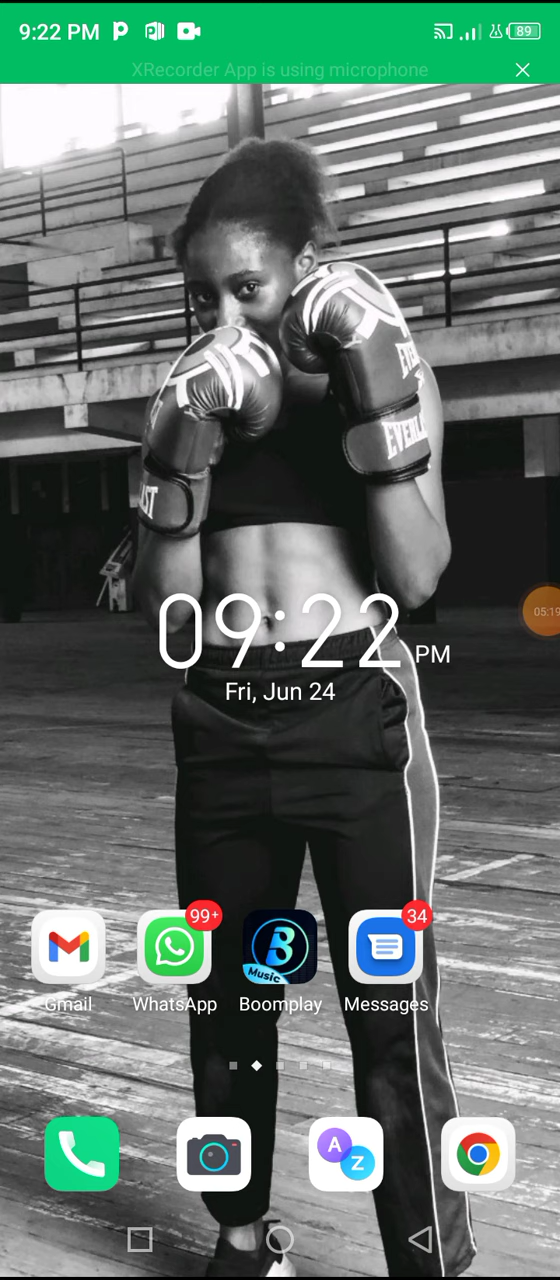 9:22 PM
89
XRecorder App is using microphone
EVERLAST
05:19
09:22 PM
Fri, Jun 24
99+
34
Music
Gmail
WhatsApp
Boomplay
Messages
A
Z